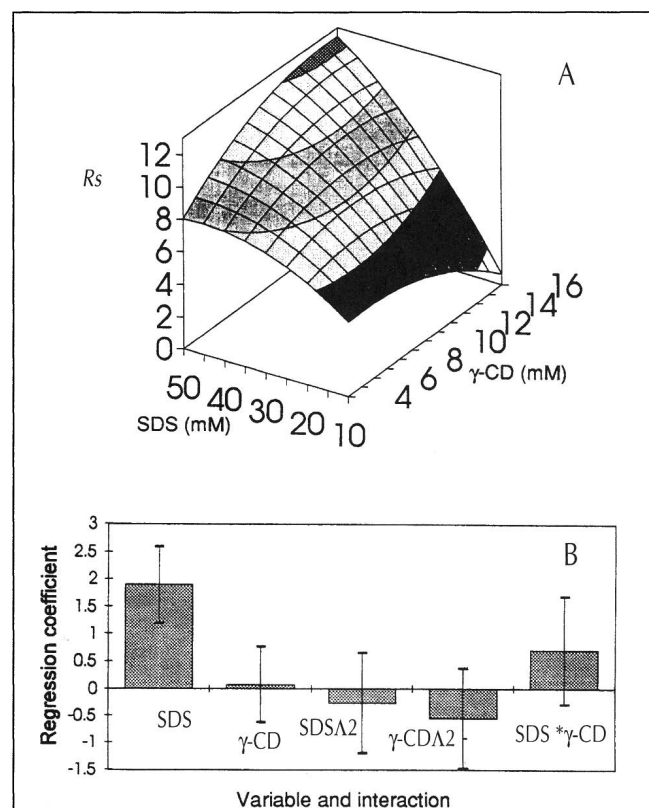 A
Rs
12
10
8
6
4
2
0
50
40
30
20
10
SDS (mM)
4
6
8
10
12
14
16
γ-CD (mM)
B
Regression coefficient
3
2.5
2
1.5
1
0.5
0
-0.5
-1
-1.5
SDS
γ-CD
SDSΛ2
γ-CDΛ2
SDS *γ-CD
Variable and interaction